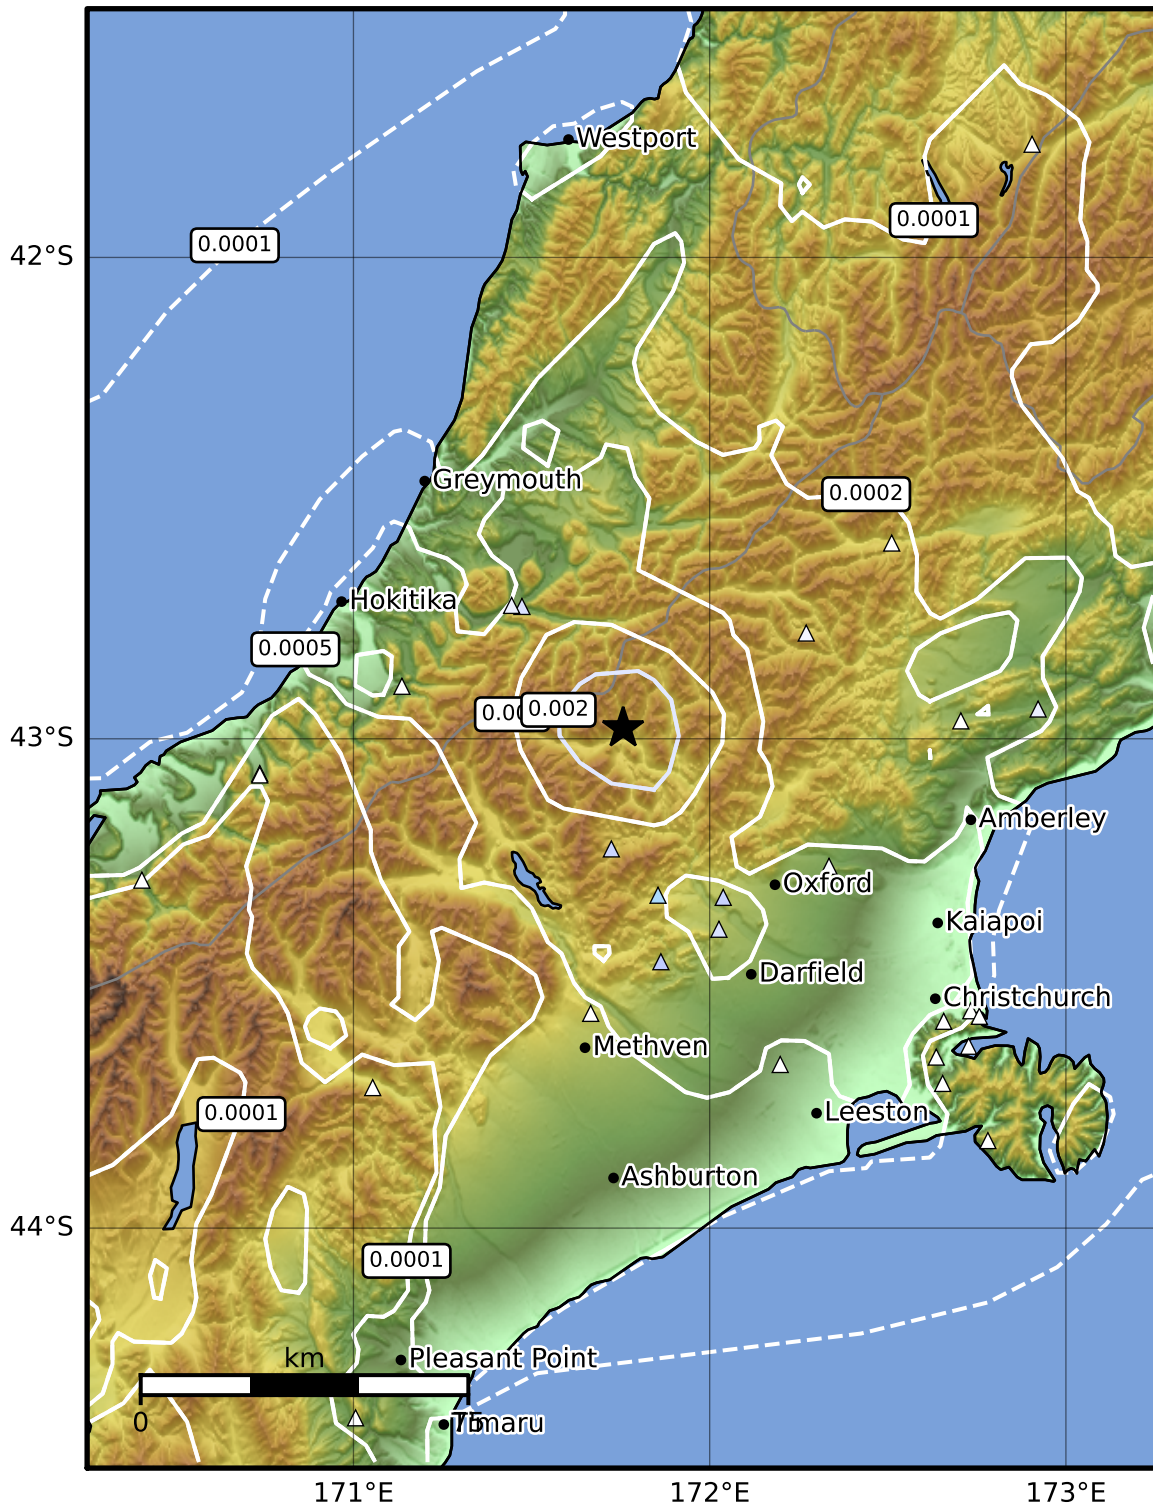 Westport
0.0001
0.0001
42°S
Greymouth
0.0002
Hokitika
0.0005
0.002
43°S
Amberley
Oxford
Kaiapoi
Darfield
Christchurch
Methven
0.0001
Leeston
Ashburton
44°S
0.0001
km
Pleasant Point
0
75
Timaru
171°E
172°E
173°E